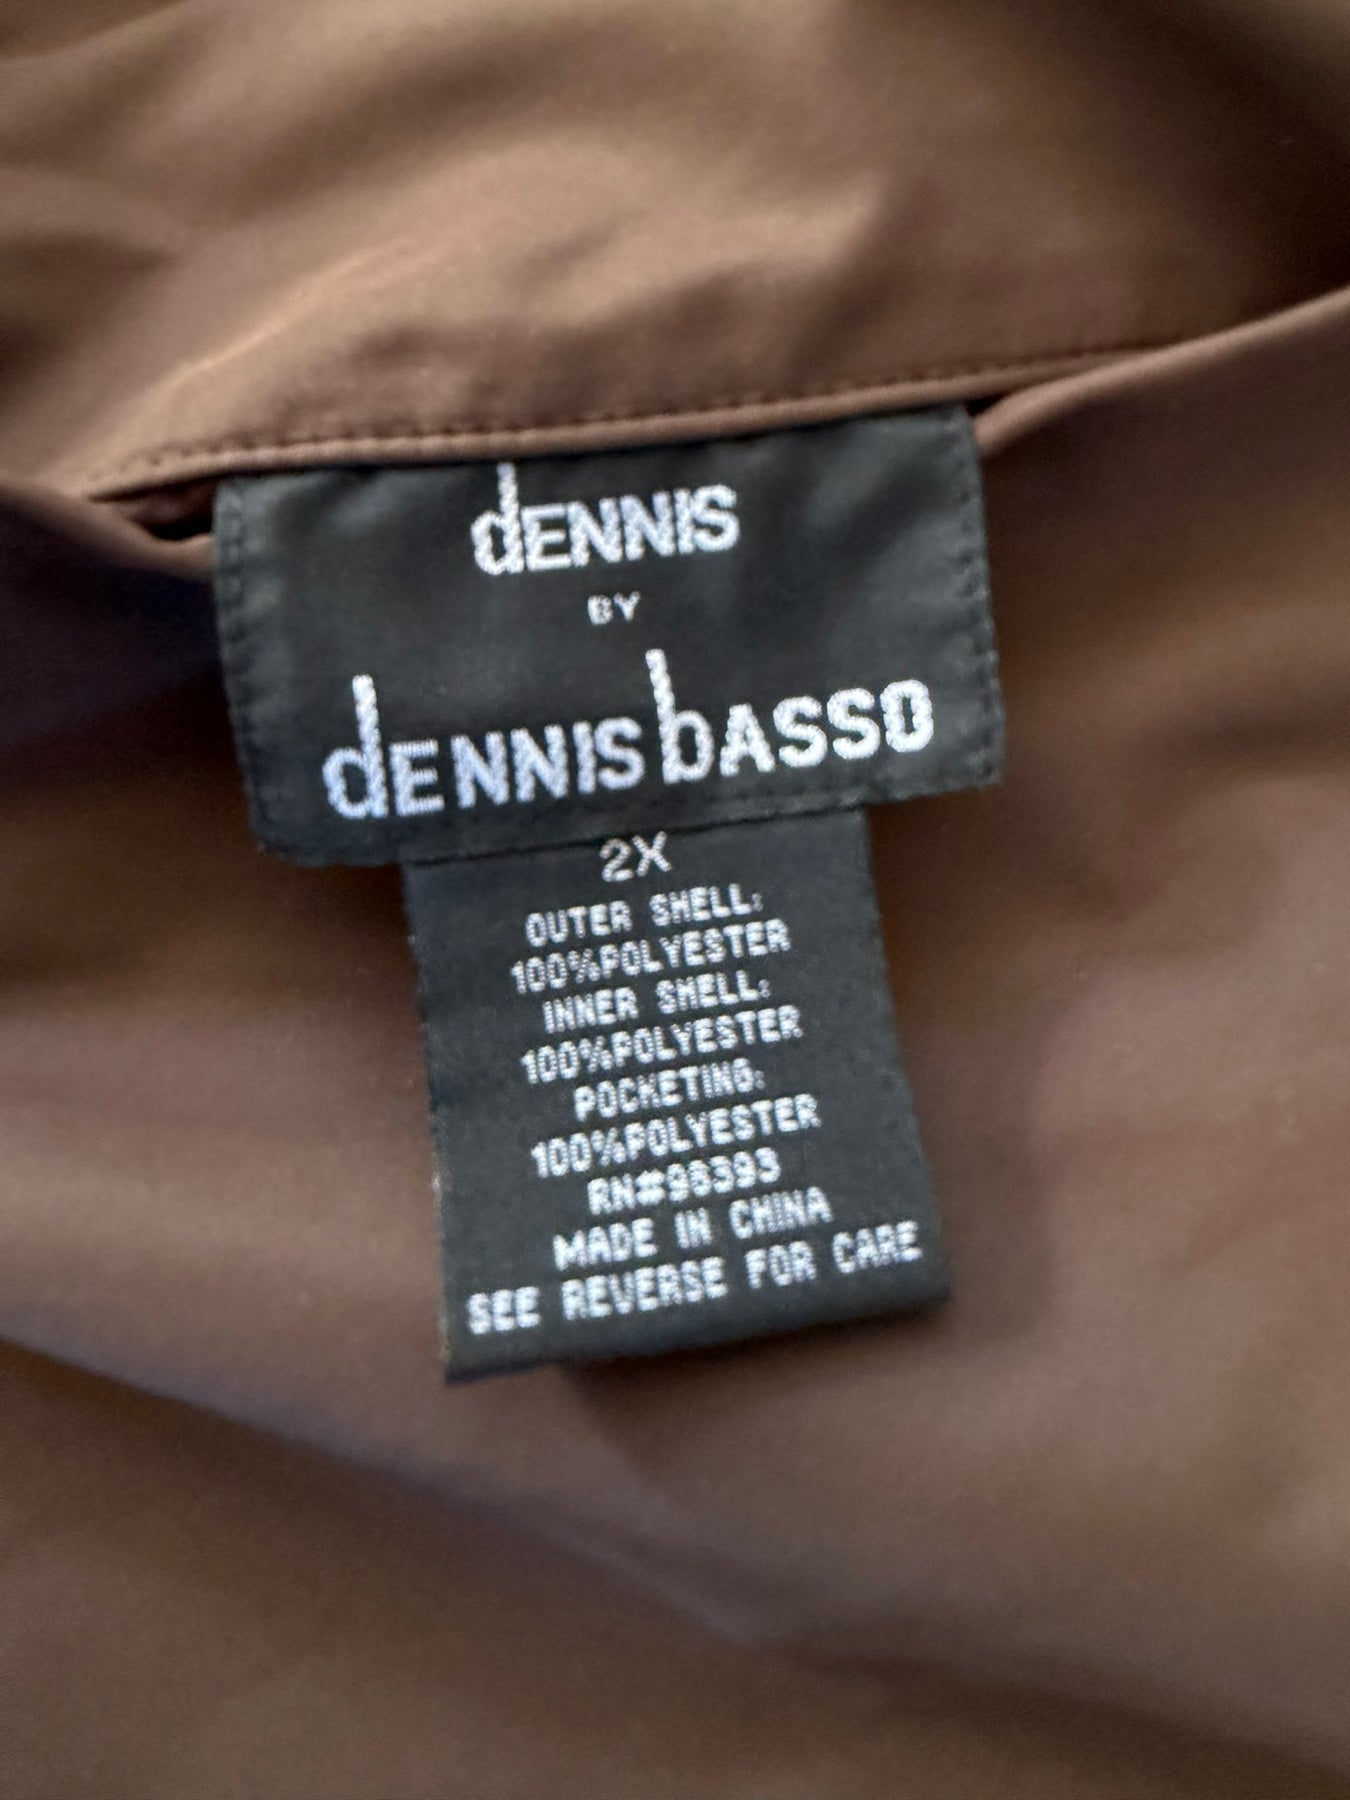 dENNIS
BY
dENNIS bASSO
2X
OUTER SHELL:
100%POLYESTER
INNER SHELL:
100%POLYESTER
POCKETING:
100%POLYESTER
RN#98393
MADE IN CHINA
SEE REVERSE FOR CARE